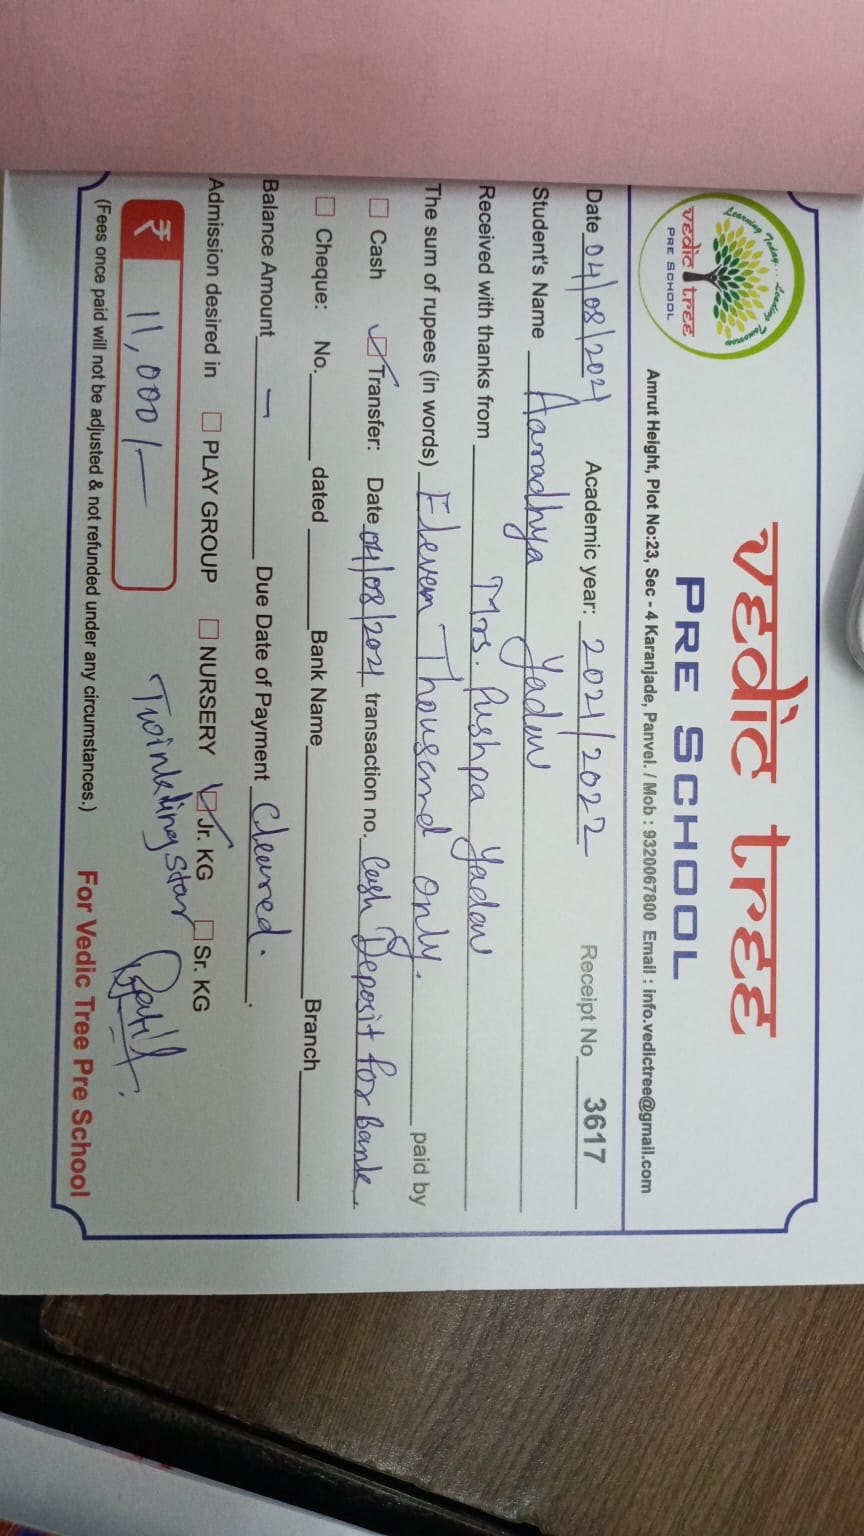 Learning Today... Leading Tomorrow
vedic tree
PRE SCHOOL
vedic tree
PRE SCHOOL
Amrut Height, Plot No:23, Sec - 4 Karanjade, Panvel. / Mob : 9320067800 Email : info.vedictree@gmail.com
Date 04/08/2021 Academic year: 2021/2022 Receipt No 3617
Student's Name Aaradhya Yadav
Received with thanks from Mrs. Pushpa Yadav
The sum of rupees (in words) Eleven Thousand only. paid by
Cash Transfer: Date 04/08/2021 transaction no. Cash Deposit for Bank.
Cheque: No. dated Bank Name Branch
Balance Amount — Due Date of Payment Cleared.
Admission desired in PLAY GROUP NURSERY Jr. KG Sr. KG
₹ 11,000/- Twinkling Star
(Fees once paid will not be adjusted & not refunded under any circumstances.) For Vedic Tree Pre School